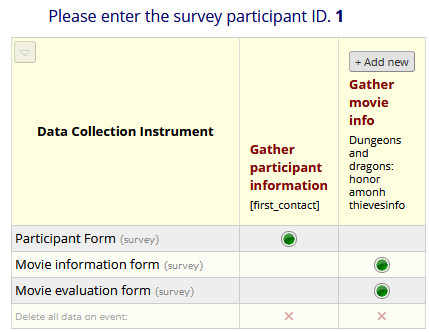 Please enter the survey participant ID. 1
+ Add new
Gather
movie
info
Dungeons
and
dragons:
honor
amonh
thievesinfo
Data Collection Instrument
Gather
participant
information
[first_contact]
Participant Form (survey)
Movie information form (survey)
Movie evaluation form (survey)
Delete all data on event: